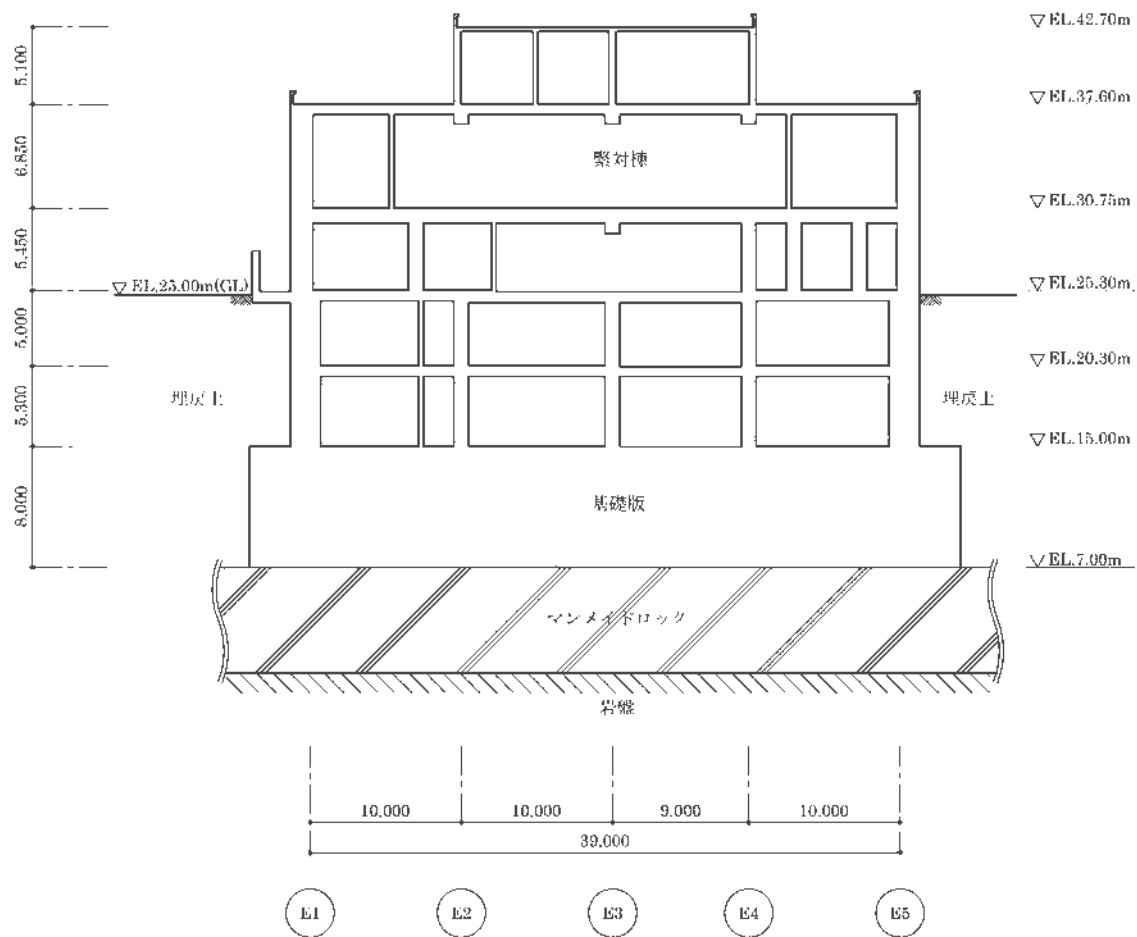 ▽EL.42.70m
5,100
▽EL.37.60m
6,850
緊対棟
▽EL.30.75m
5,450
▽EL.25.00m(GL)
▽EL.25.30m
5,000
▽EL.20.30m
埋戻土
埋戻土
5,300
▽EL.15.00m
8,000
基礎版
▽EL.7.00m
マンメイドロック
岩盤
10,000
10,000
9,000
10,000
39,000
E1
E2
E3
E4
E5